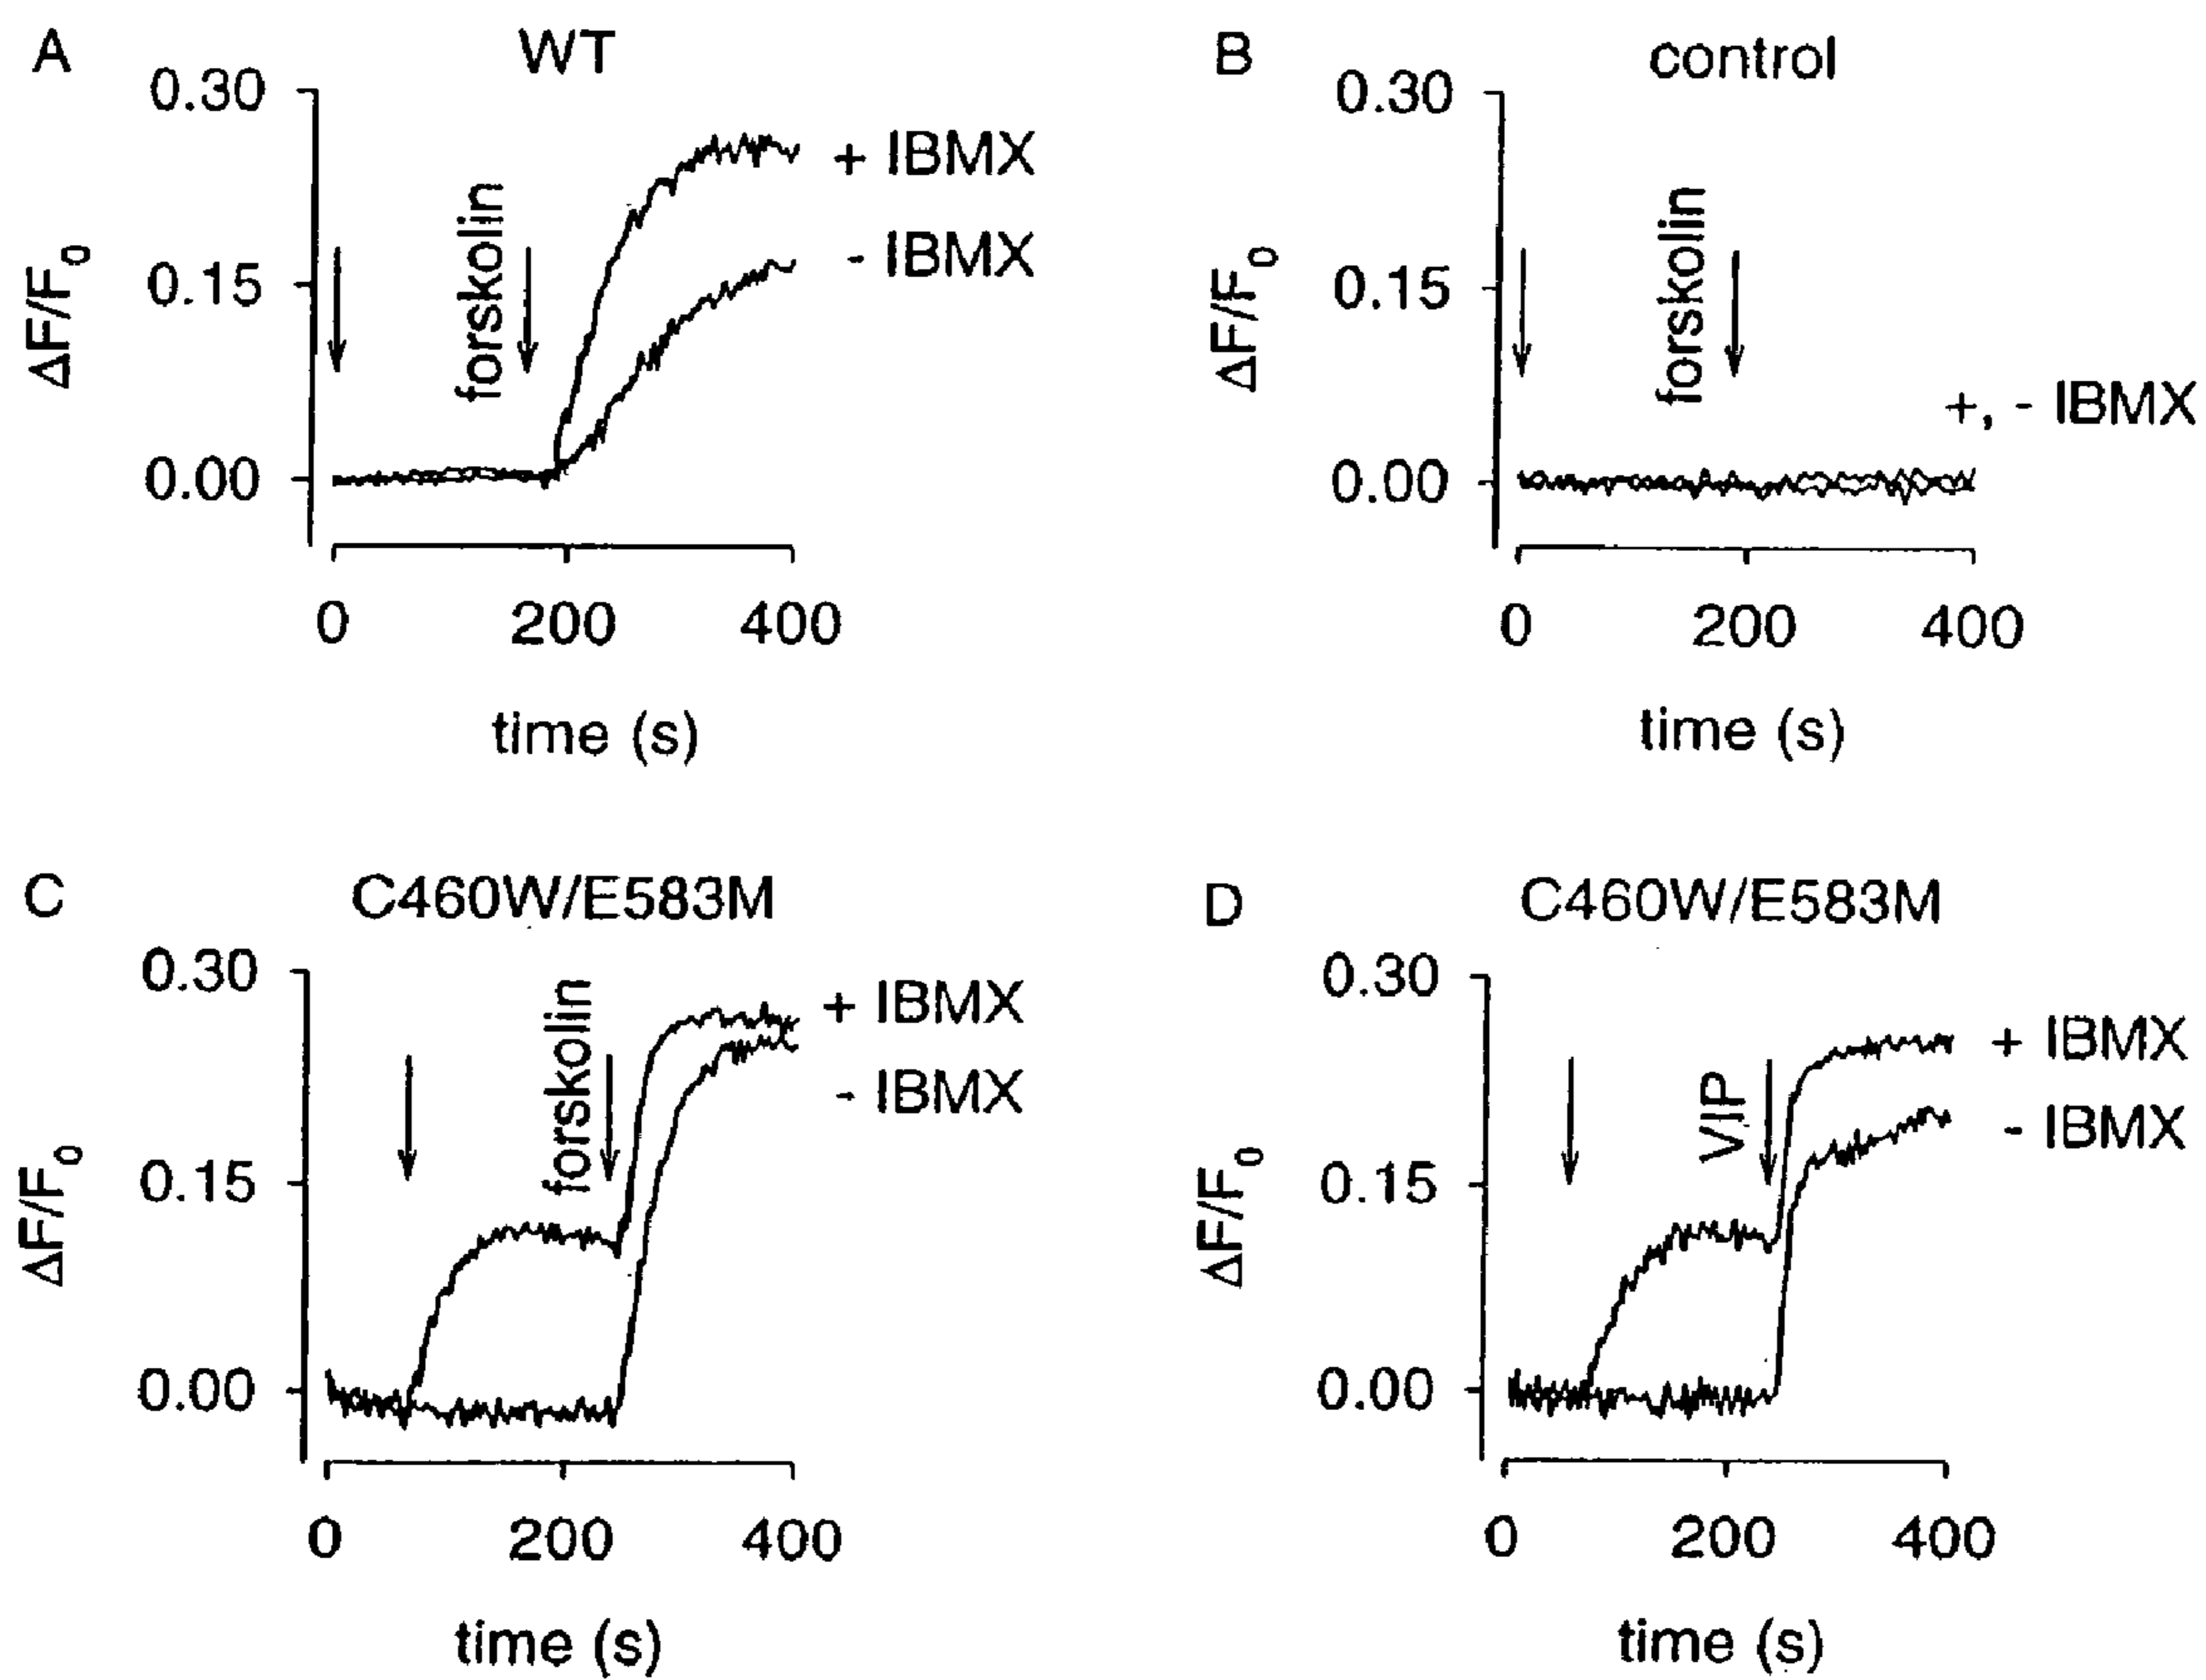 A
WT
0.30
0.15
0.00
ΔF/F0
forskolin
+ IBMX
- IBMX
0
200
400
time (s)
B
control
0.30
0.15
0.00
ΔF/F0
forskolin
+, - IBMX
0
200
400
time (s)
C
C460W/E583M
0.30
0.15
0.00
ΔF/F0
forskolin
+ IBMX
- IBMX
0
200
400
time (s)
D
C460W/E583M
0.30
0.15
0.00
ΔF/F0
VIP
+ IBMX
- IBMX
0
200
400
time (s)